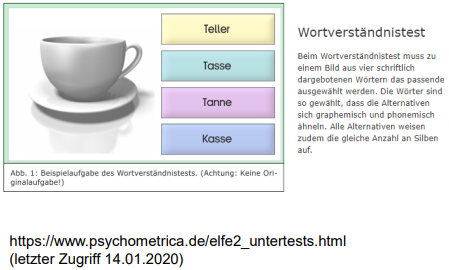 Teller
Tasse
Tanne
Kasse
Abb. 1: Beispielaufgabe des Wortverständnistests. (Achtung: Keine Ori-
ginalaufgabe!)
Wortverständnistest
Beim Wortverständnistest muss zu
einem Bild aus vier schriftlich
dargebotenen Wörtern das passende
ausgewählt werden. Die Wörter sind
so gewählt, dass die Alternativen
sich graphemisch und phonemisch
ähneln. Alle Alternativen weisen
zudem die gleiche Anzahl an Silben
auf.
https://www.psychometrica.de/elfe2_untertests.html
(letzter Zugriff 14.01.2020)